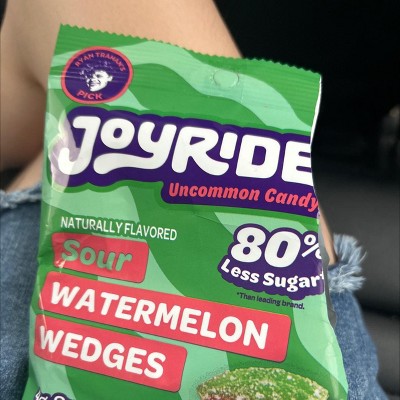 RYAN TRAHAN'S
PICK
JOYRIDE
Uncommon Candy
NATURALLY FLAVORED
80%
Less Sugar*
*Than leading brand.
Sour
WATERMELON
WEDGES